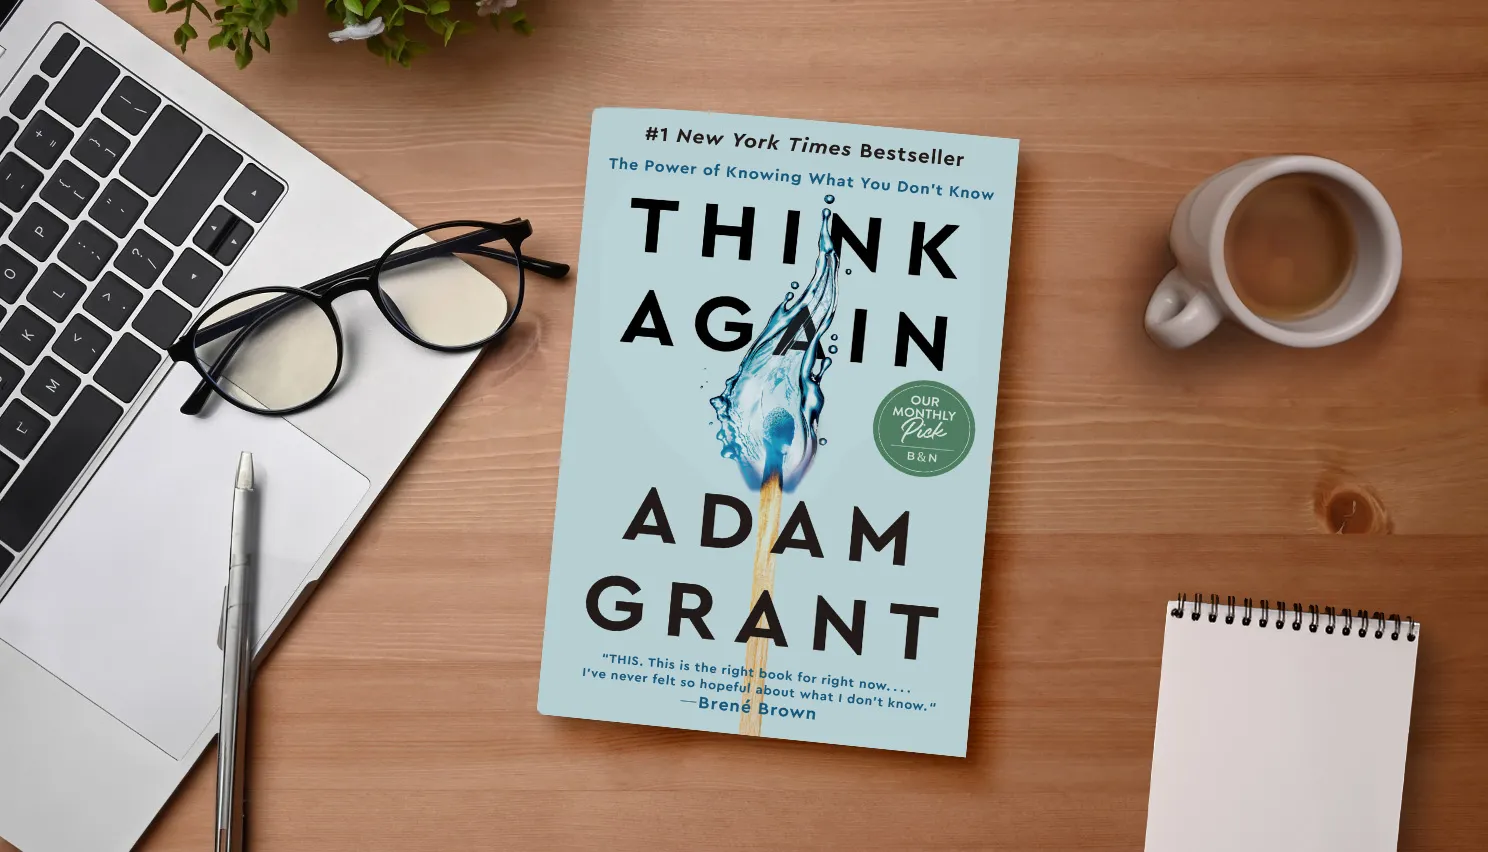 #1 New York Times Bestseller
The Power of Knowing What You Don't Know
THINK
AGAIN
OUR
MONTHLY
Pick
B&N
ADAM
GRANT
"THIS. This is the right book for right now....
I've never felt so hopeful about what I don't know."
—Brené Brown
P
O
L
K
M